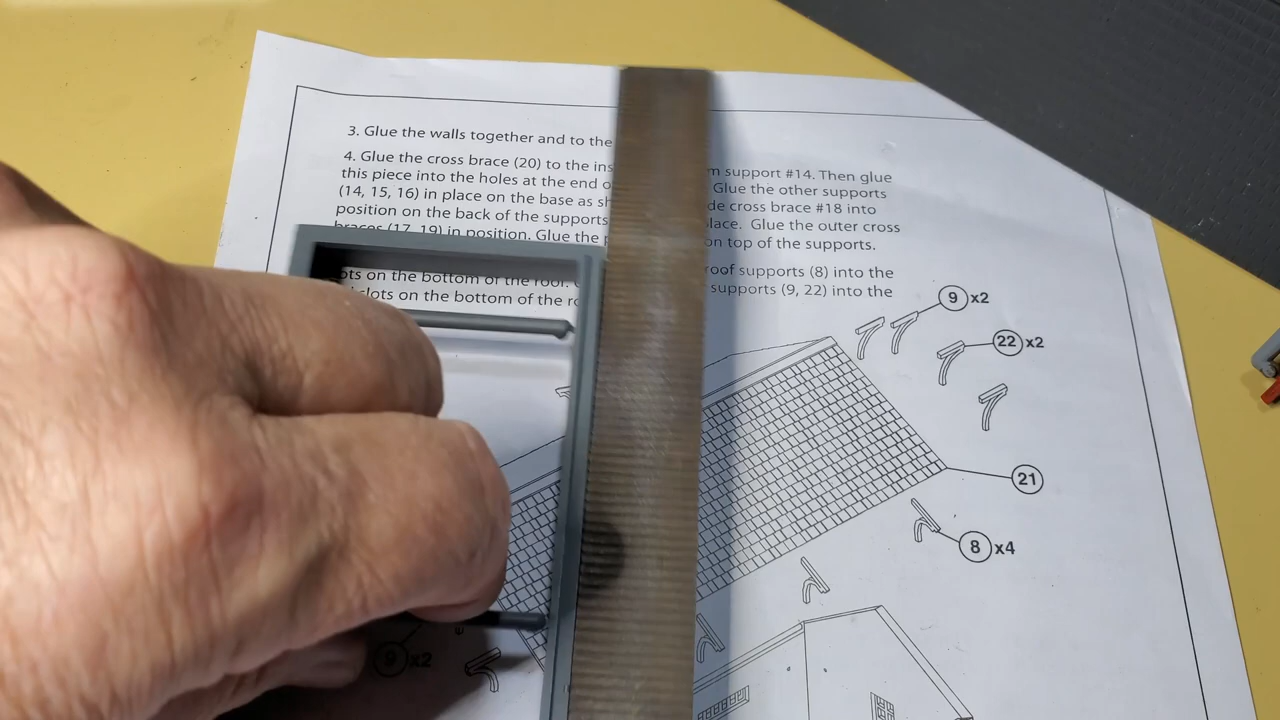 3. Glue the walls together and to the
4. Glue the cross brace (20) to the ins support #14. Then glue
this piece into the holes at the end o Glue the other supports
(14, 15, 16) in place on the base as sh de cross brace #18 into
position on the back of the supports lace. Glue the outer cross
braces (17, 19) in position. Glue the on top of the supports.
ots on the bottom of the roof. roof supports (8) into the
slots on the bottom of the ro supports (9, 22) into the
9 x2
22 x2
21
8 x4
9 x2